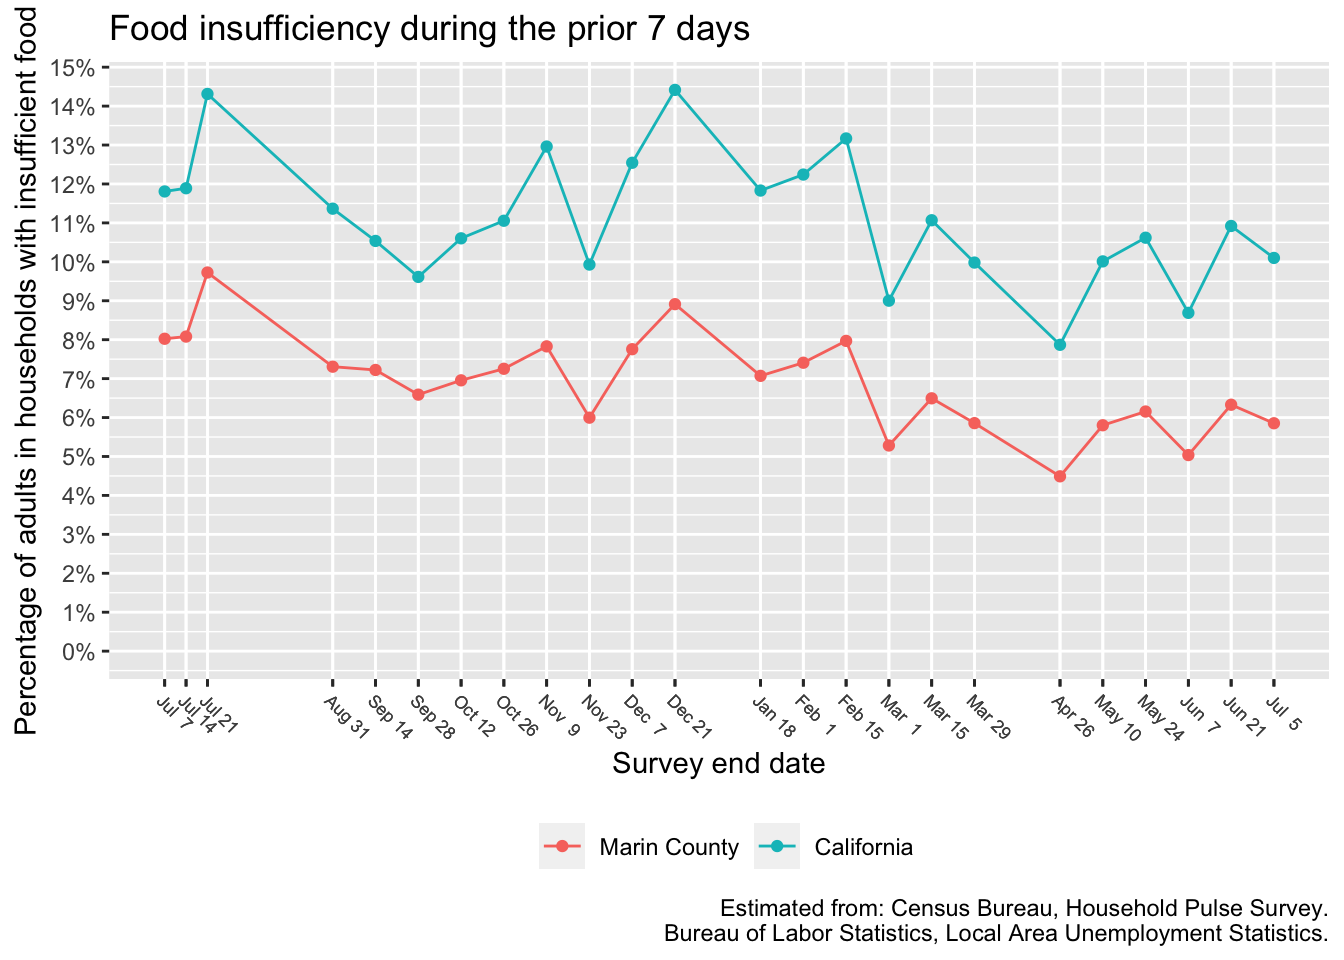 Food insufficiency during the prior 7 days
Percentage of adults in households with insufficient food
15%
14%
13%
12%
11%
10%
9%
8%
7%
6%
5%
4%
3%
2%
1%
0%
Jul 7
Jul 14
Jul 21
Aug 31
Sep 14
Sep 28
Oct 12
Oct 26
Nov 9
Nov 23
Dec 7
Dec 21
Jan 18
Feb 1
Feb 15
Mar 1
Mar 15
Mar 29
Apr 26
May 10
May 24
Jun 7
Jun 21
Jul 5
Survey end date
Marin County
California
Estimated from: Census Bureau, Household Pulse Survey.
Bureau of Labor Statistics, Local Area Unemployment Statistics.